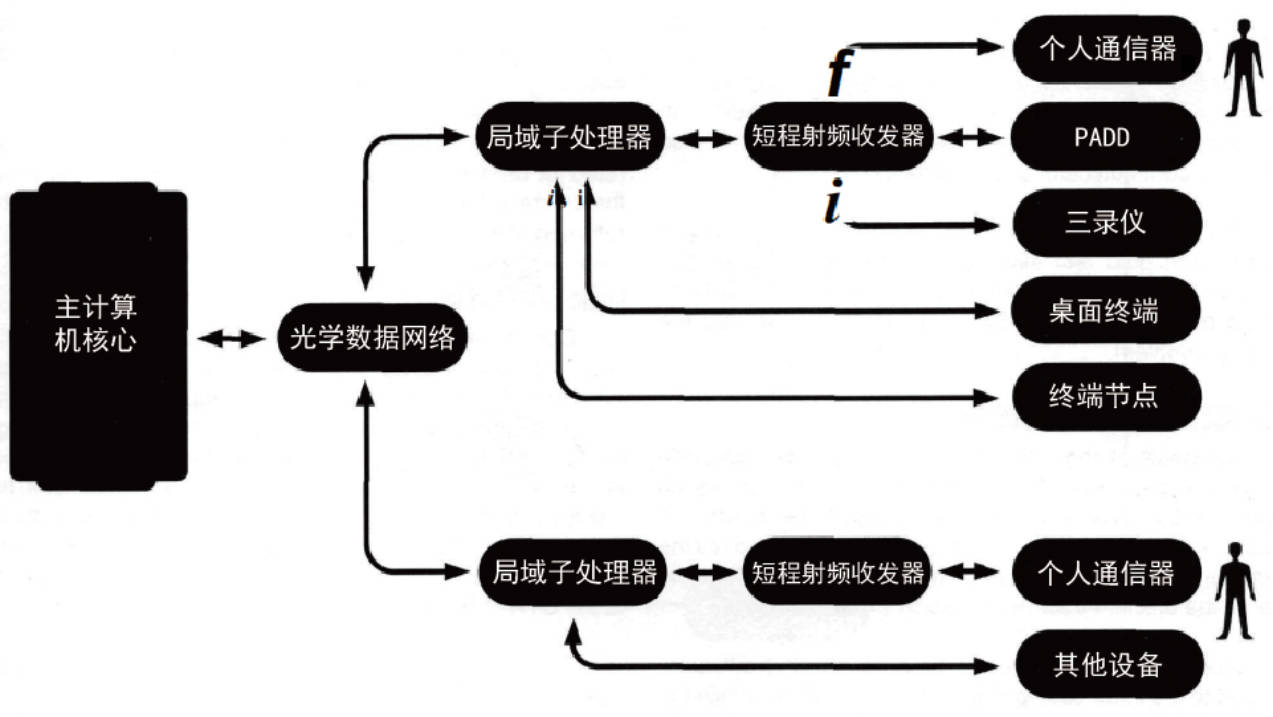 个人通信器
f
局域子处理器
短程射频收发器
PADD
i i
i
三录仪
主计算
机核心
桌面终端
光学数据网络
终端节点
局域子处理器
短程射频收发器
个人通信器
其他设备